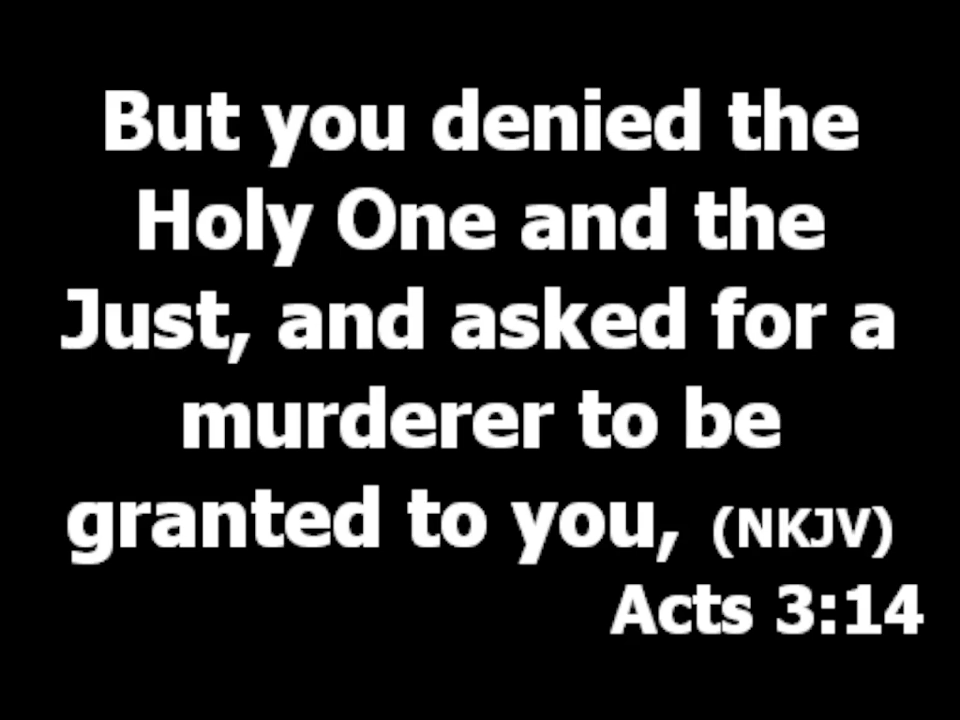 But you denied the
Holy One and the
Just, and asked for a
murderer to be
granted to you, (NKJV)
Acts 3:14